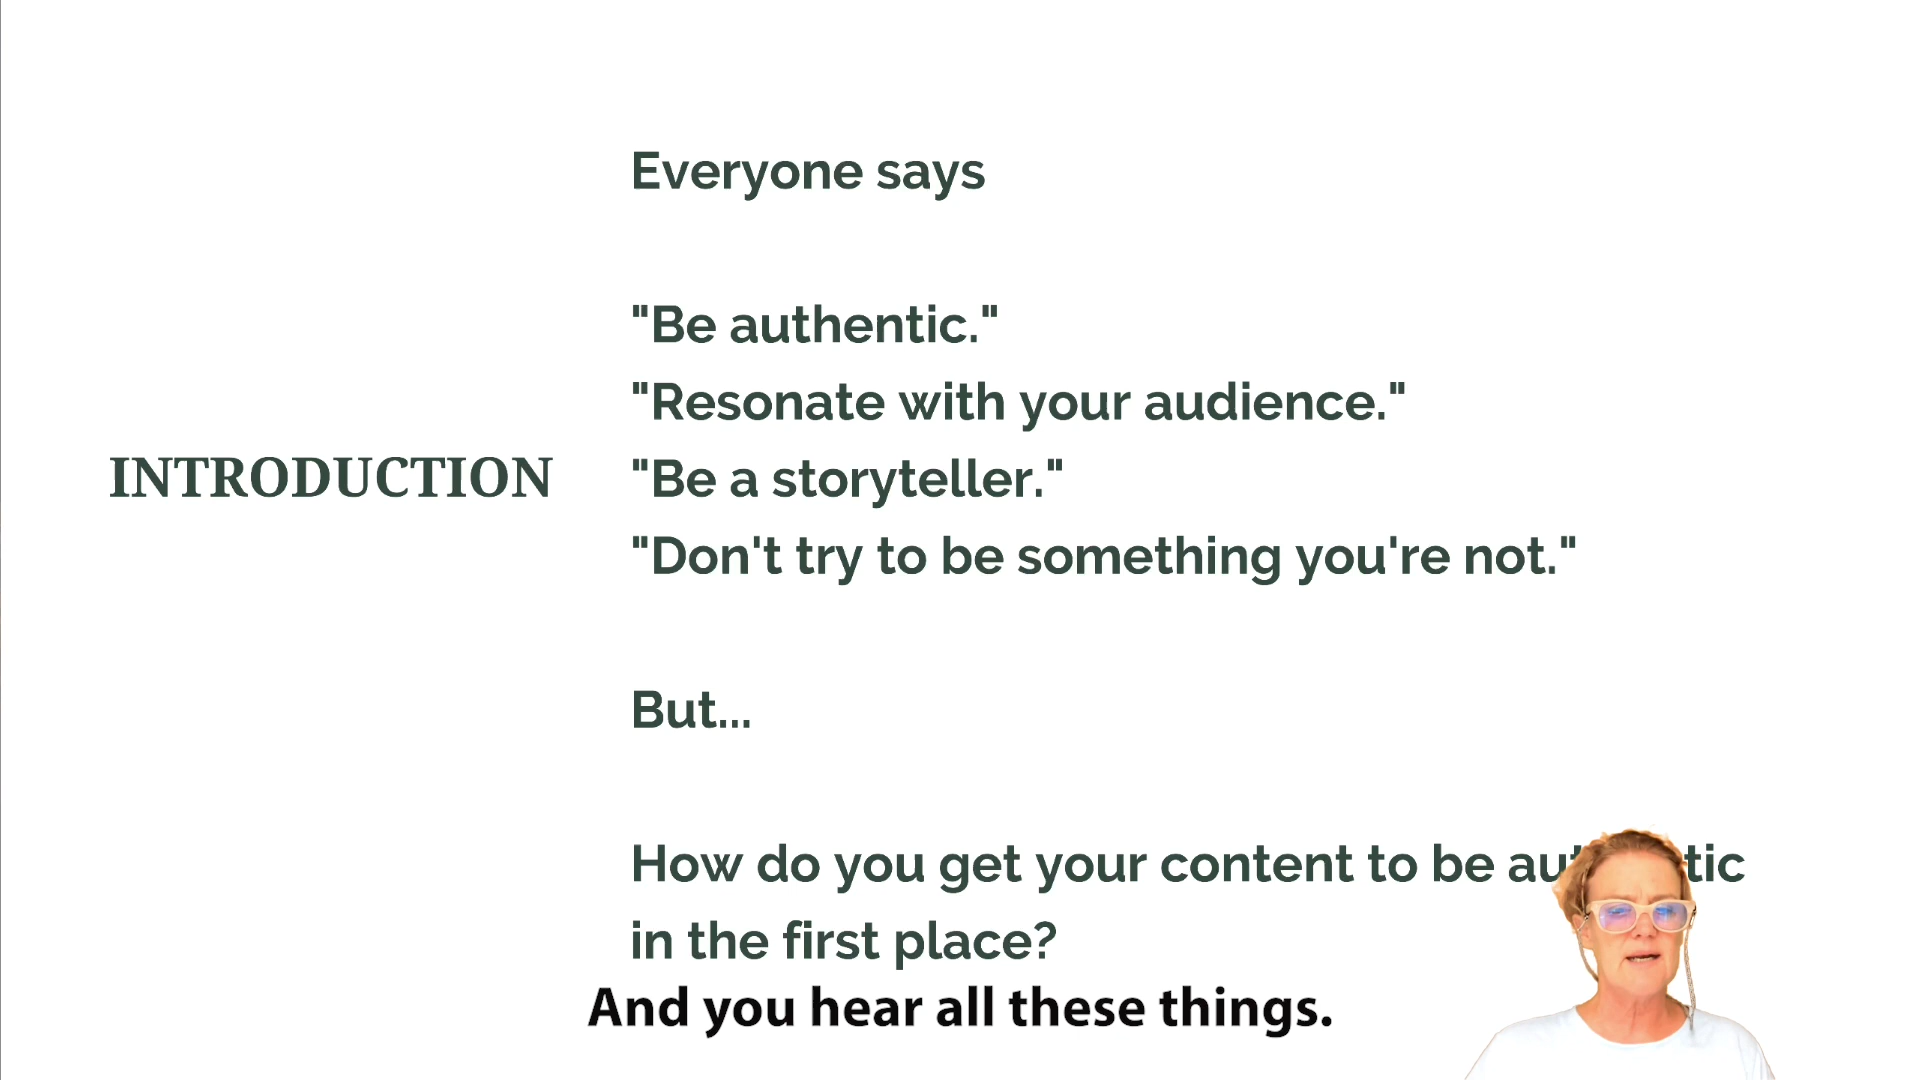 Everyone says
"Be authentic."
"Resonate with your audience."
INTRODUCTION
"Be a storyteller."
"Don't try to be something you're not."
But...
How do you get your content to be
in the first place?
And you hear all these things.